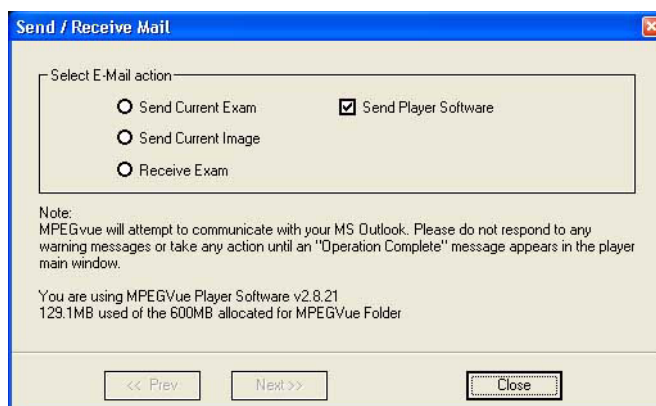 Send / Receive Mail
Select E-Mail action
Send Current Exam
Send Player Software
Send Current Image
Receive Exam
Note:
MPEGvue will attempt to communicate with your MS Outlook. Please do not respond to any
warning messages or take any action until an "Operation Complete" message appears in the player
main window.
You are using MPEGVue Player Software v2.8.21
129.1MB used of the 600MB allocated for MPEGVue Folder
<< Prev
Next >>
Close